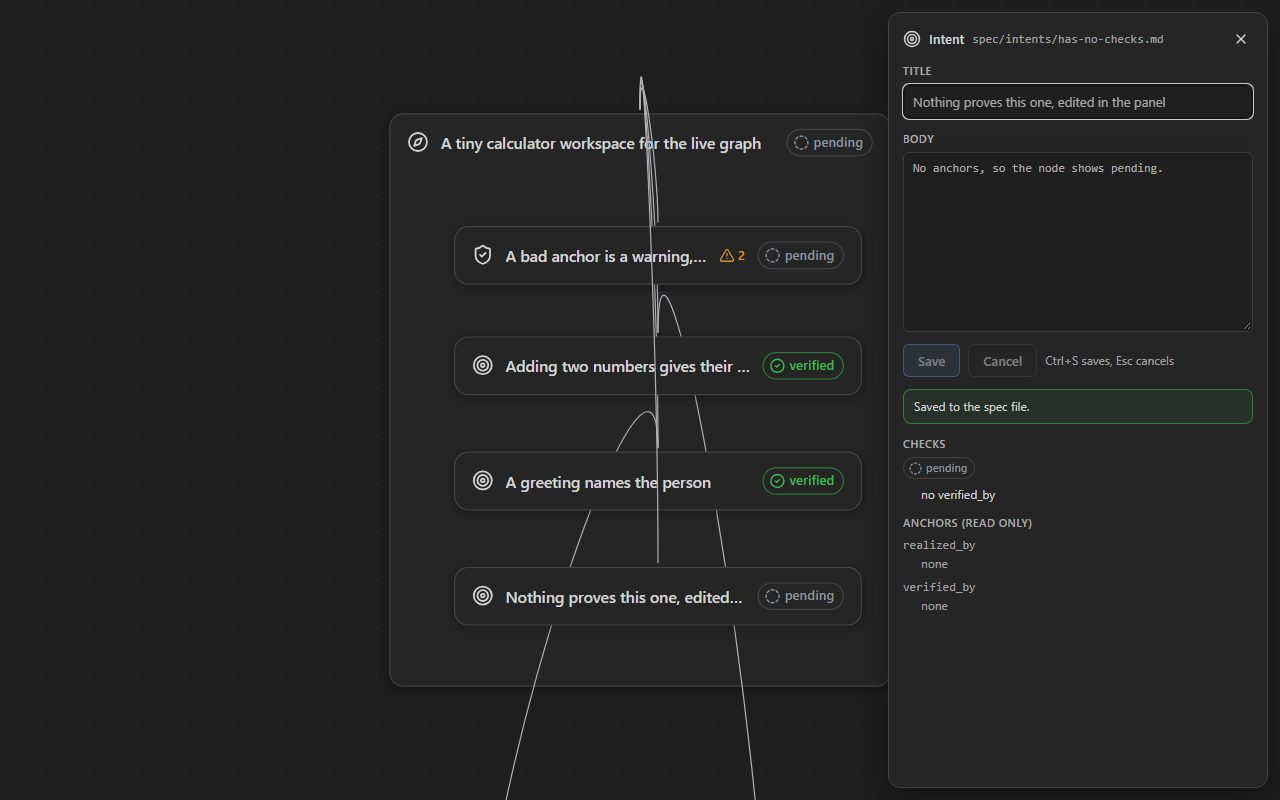 A tiny calculator workspace for the live graph
pending
A bad anchor is a warning,...
2
pending
Adding two numbers gives their ...
verified
A greeting names the person
verified
Nothing proves this one, edited...
pending
Intent spec/intents/has-no-checks.md
TITLE
Nothing proves this one, edited in the panel
BODY
No anchors, so the node shows pending.
Save
Cancel
Ctrl+S saves, Esc cancels
Saved to the spec file.
CHECKS
pending
no verified_by
ANCHORS (READ ONLY)
realized_by
none
verified_by
none